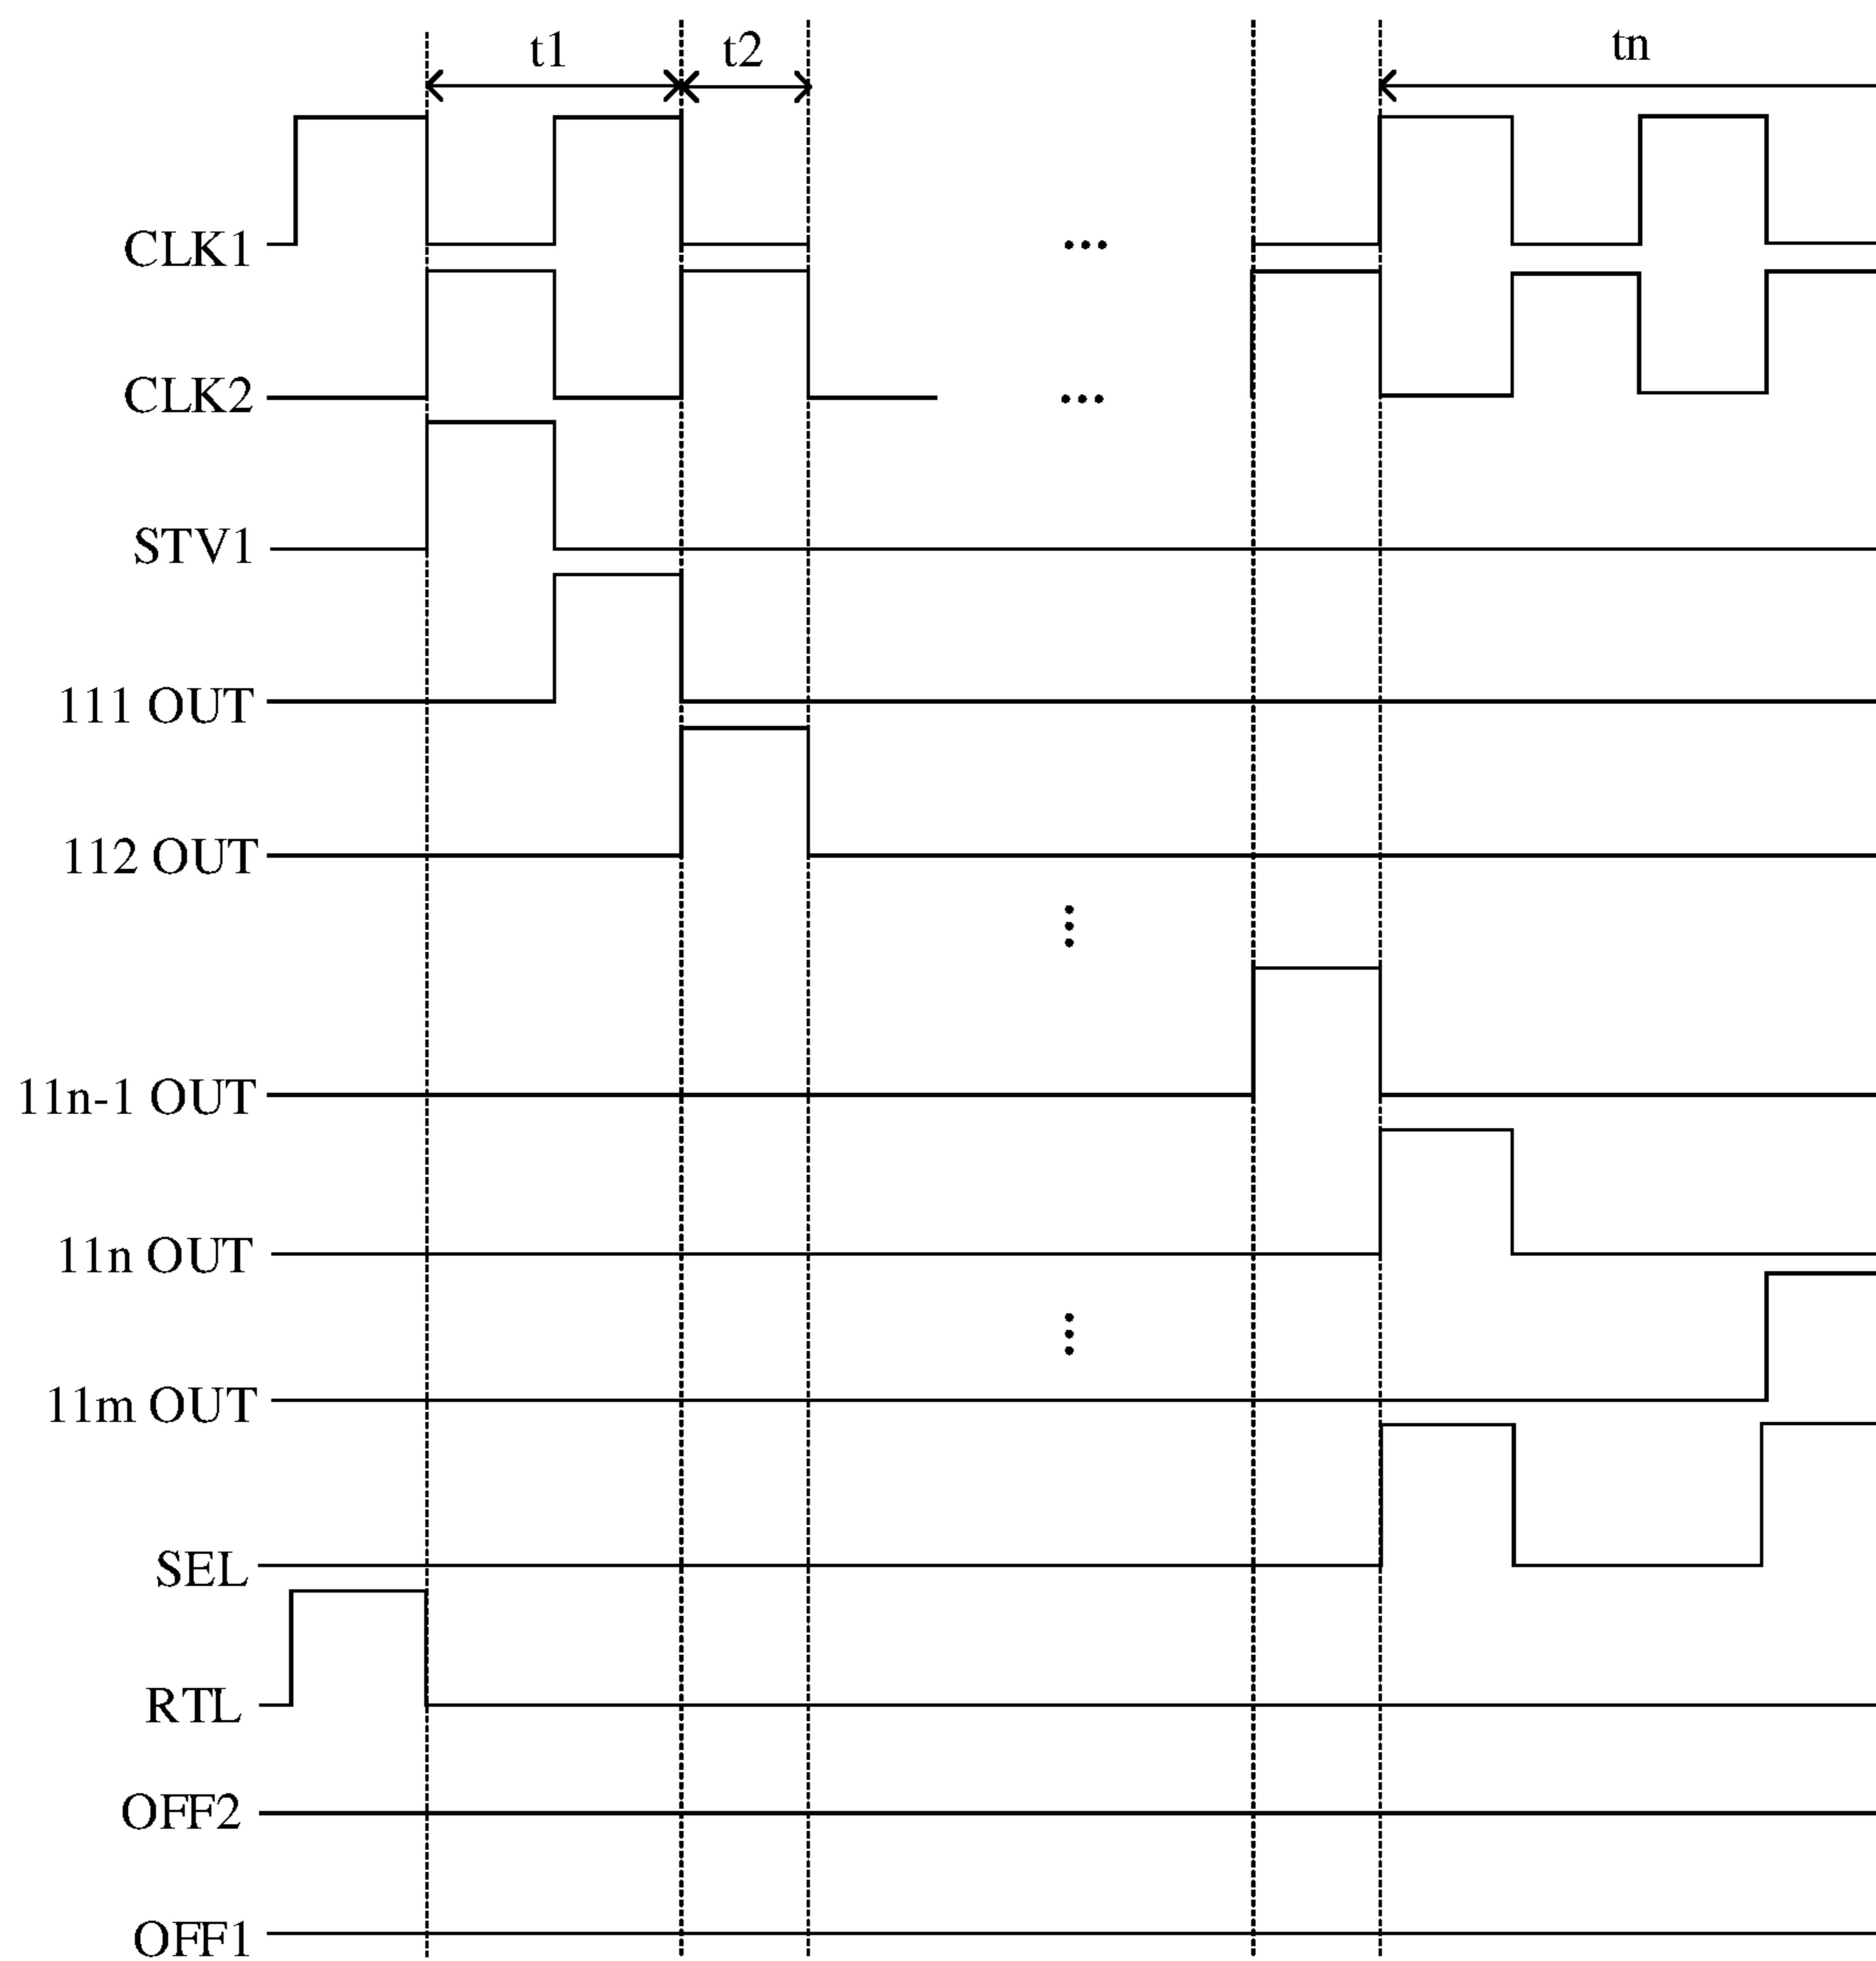 t1
t2
tn
CLK1
...
CLK2
...
STV1
111 OUT
112 OUT
11n-1 OUT
11n OUT
11m OUT
SEL
RTL
OFF2
OFF1